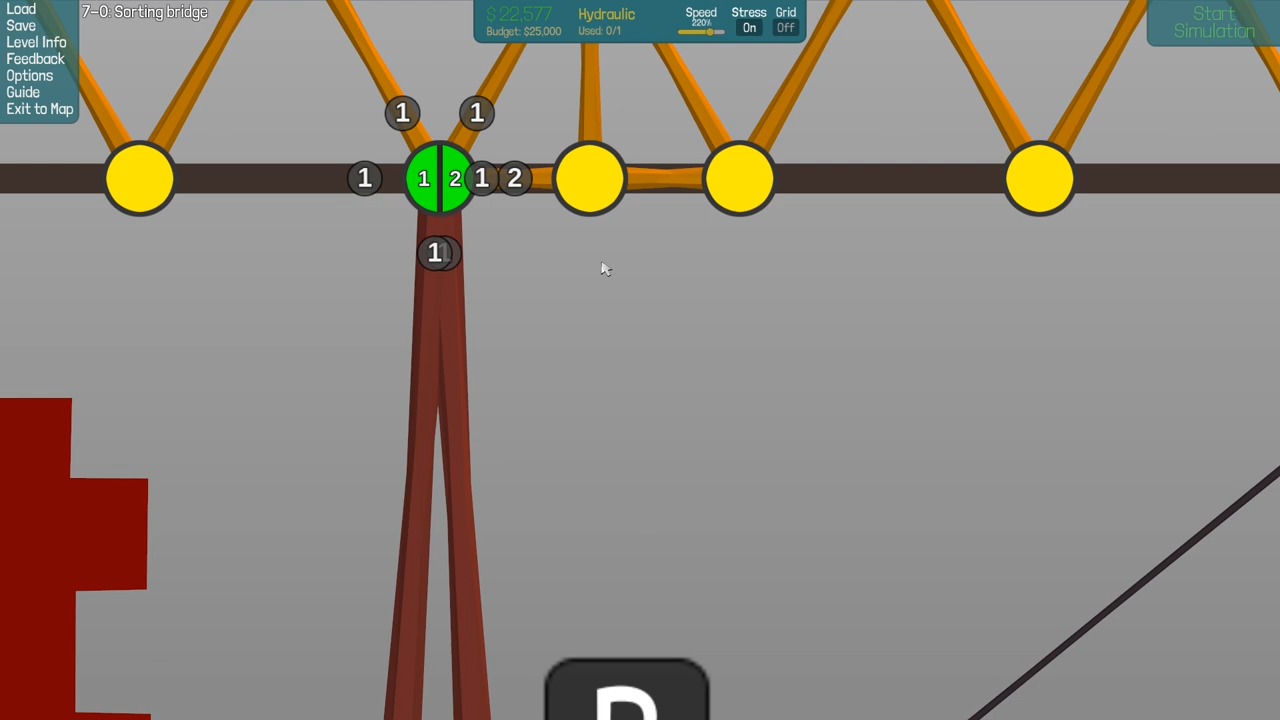 Load
Save
Level Info
Feedback
Options
Guide
Exit to Map
7-0: Sorting bridge
$ 22,577
Budget: $25,000
Hydraulic
Used: 0/1
Speed
220%
Stress
On
Grid
Off
Start
Simulation
1
1
1
1
2
1
2
1